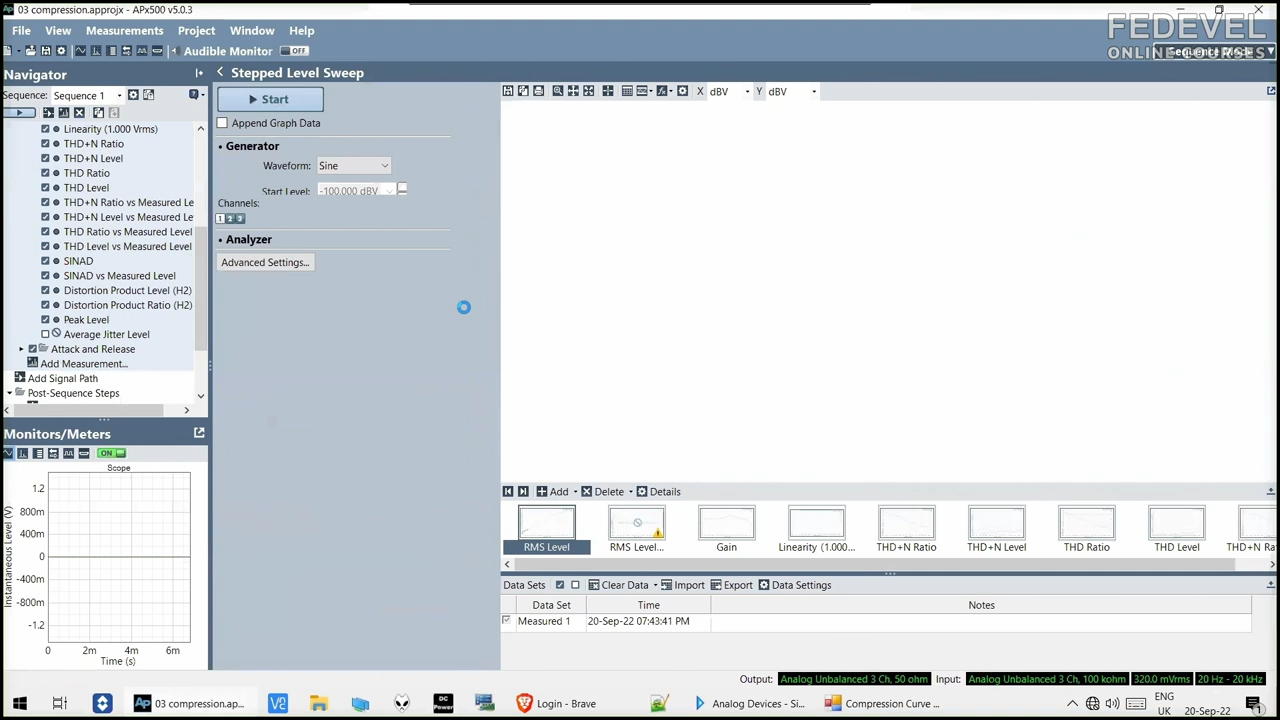 03 compression.approjx - APx500 v5.0.3
FEDEVEL
ONLINE COURSES
File View Measurements Project Window Help
Audible Monitor OFF
Sequence Mode
Navigator
Stepped Level Sweep
Sequence: Sequence 1
Start
X dBV Y dBV
Append Graph Data
Linearity (1.000 Vrms)
THD+N Ratio
THD+N Level
THD Ratio
THD Level
THD+N Ratio vs Measured Le
THD+N Level vs Measured Le
THD Ratio vs Measured Level
THD Level vs Measured Level
SINAD
SINAD vs Measured Level
Distortion Product Level (H2)
Distortion Product Ratio (H2)
Peak Level
Average Jitter Level
Attack and Release
Add Measurement...
Add Signal Path
Post-Sequence Steps
Generator
Waveform: Sine
Start Level: -100.000 dBV
Channels:
1 2 3
Analyzer
Advanced Settings...
Monitors/Meters
ON
Scope
Instantaneous Level (V)
1.2
800m
400m
0
-400m
-800m
-1.2
0 2m 4m 6m
Time (s)
Add Delete Details
RMS Level RMS Level... Gain Linearity (1.000... THD+N Ratio THD+N Level THD Ratio THD Level THD+N Ra
Data Sets Clear Data Import Export Data Settings
Data Set Time Notes
Measured 1 20-Sep-22 07:43:41 PM
Output: Analog Unbalanced 3 Ch, 50 ohm Input: Analog Unbalanced 3 Ch, 100 kohm 320.0 mVrms 20 Hz - 20 kHz
03 compression.ap... DC Power Login - Brave Analog Devices - Si... Compression Curve ...
ENG
UK
20-Sep-22
1